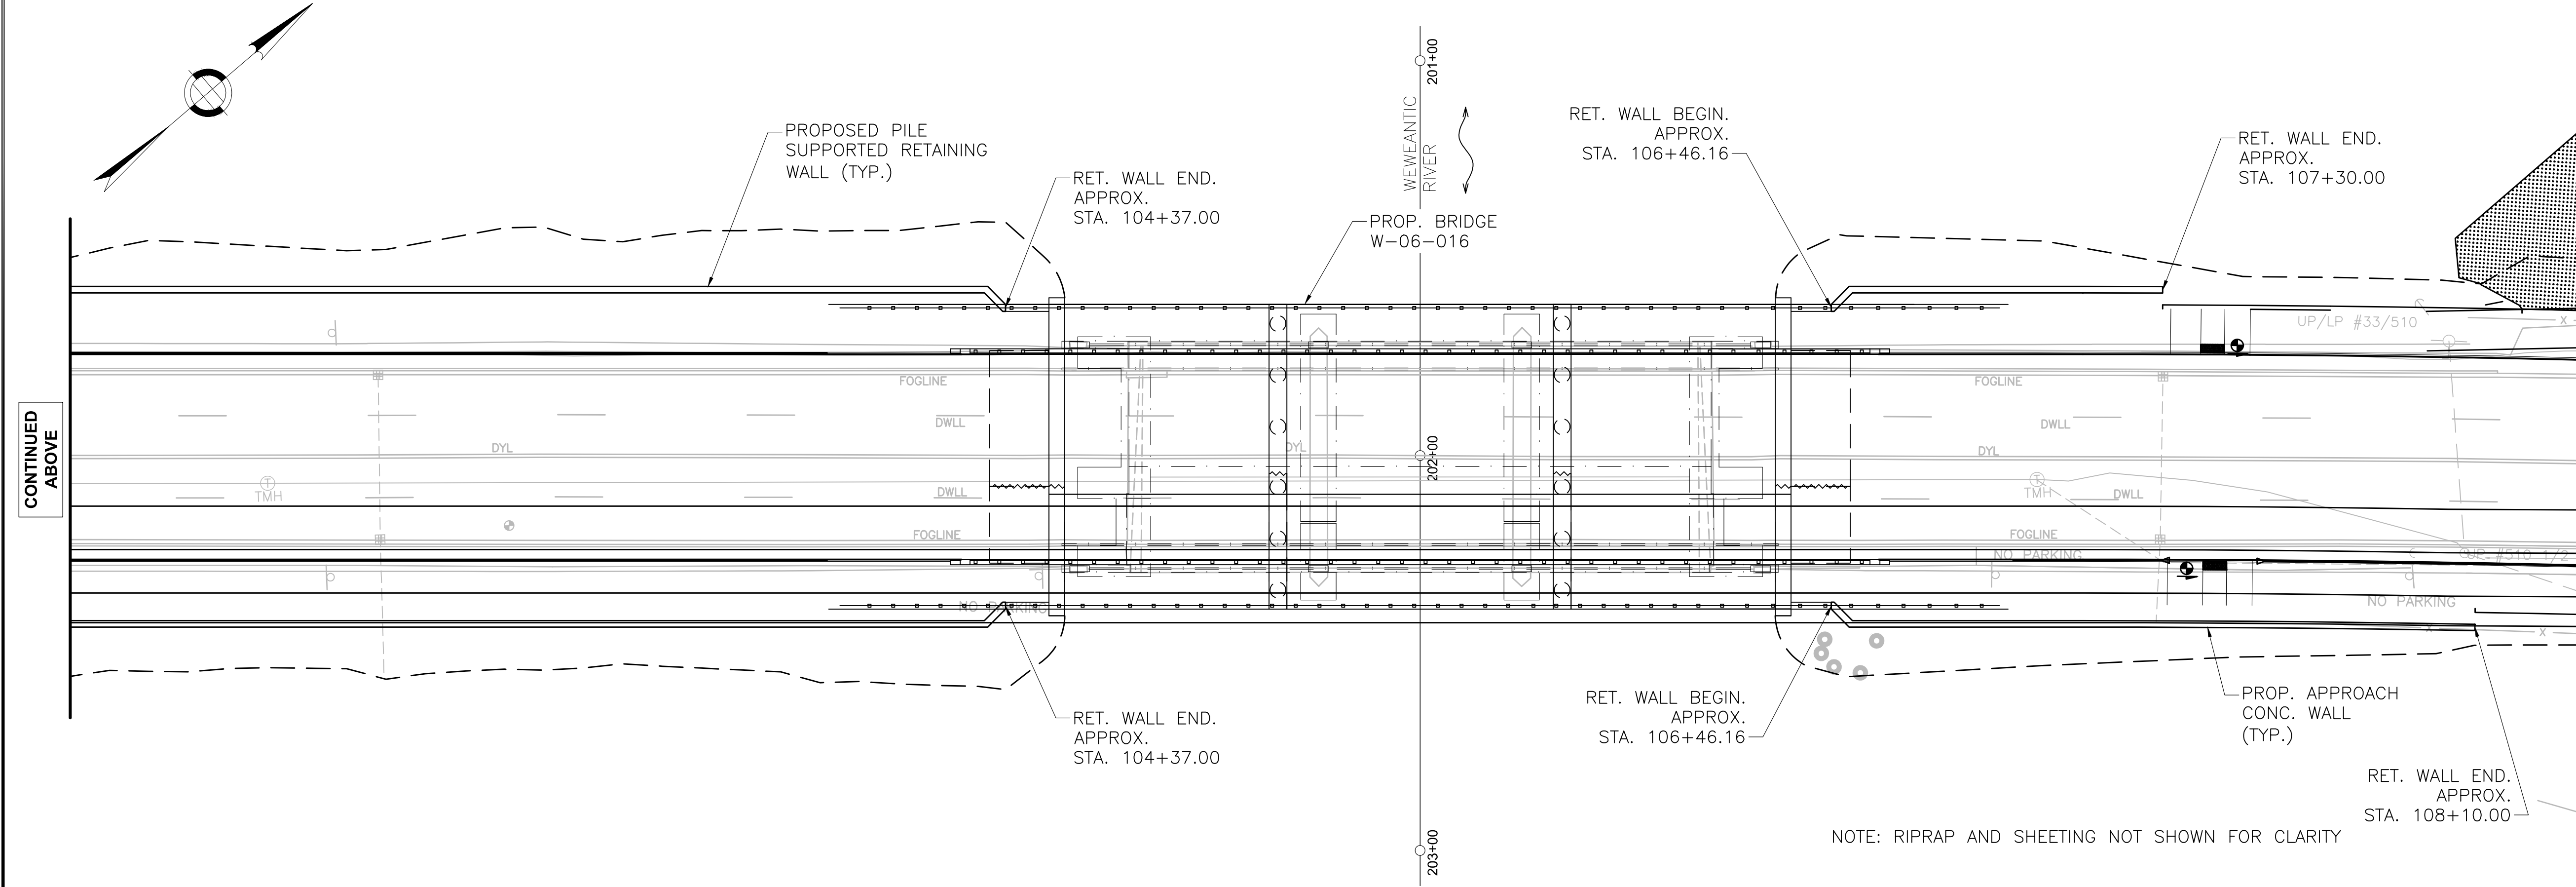 201+00
WEWEANTIC
RIVER
RET. WALL BEGIN.
APPROX.
STA. 106+46.16
PROPOSED PILE
SUPPORTED RETAINING
WALL (TYP.)
RET. WALL END.
APPROX.
STA. 107+30.00
RET. WALL END.
APPROX.
STA. 104+37.00
PROP. BRIDGE
W-06-016
UP/LP #33/510
x
FOGLINE
FOGLINE
DWLL
DWLL
DYL
DYL
DYL
CONTINUED
ABOVE
202+00
T
TMH
DWLL
T
TMH
DWLL
FOGLINE
FOGLINE
NO PARKING
UP #510 1/2
NO PARKING
NO PARKING
x
x
RET. WALL END.
APPROX.
STA. 104+37.00
RET. WALL BEGIN.
APPROX.
STA. 106+46.16
PROP. APPROACH
CONC. WALL
(TYP.)
RET. WALL END.
APPROX.
STA. 108+10.00
203+00
NOTE: RIPRAP AND SHEETING NOT SHOWN FOR CLARITY